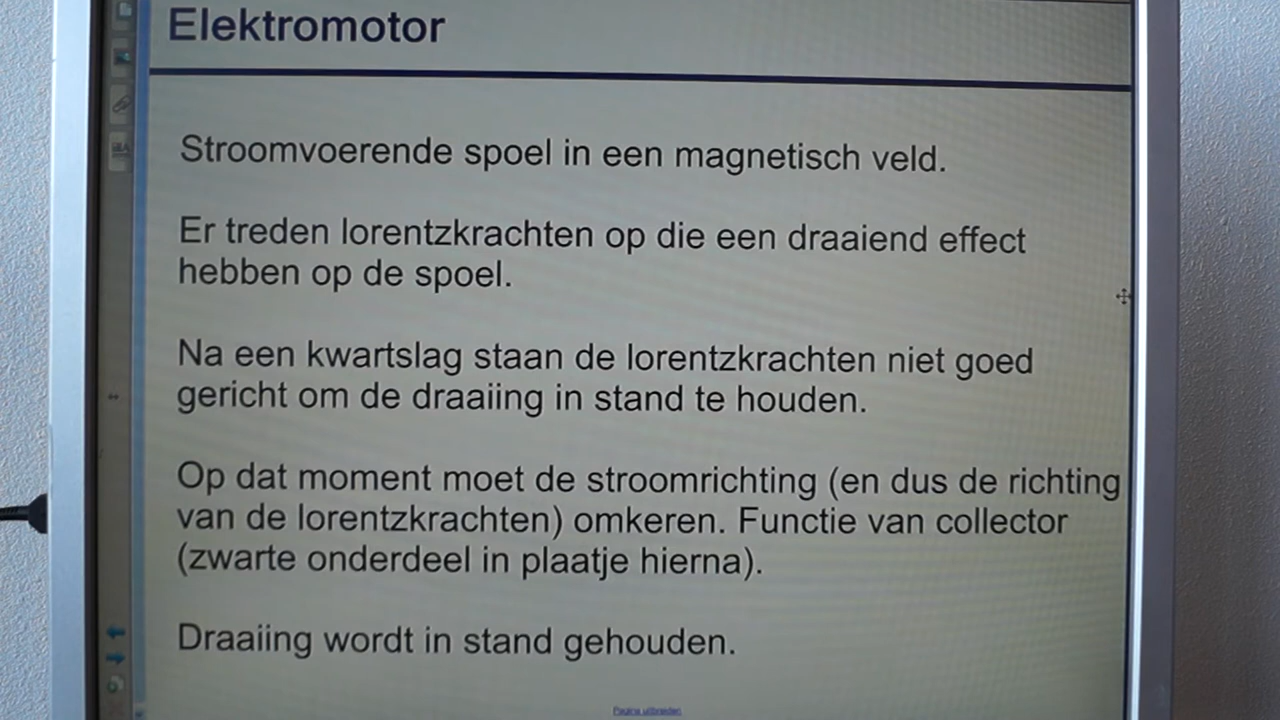 Elektromotor
Stroomvoerende spoel in een magnetisch veld.
Er treden lorentzkrachten op die een draaiend effect
hebben op de spoel.
Na een kwartslag staan de lorentzkrachten niet goed
gericht om de draaiing in stand te houden.
Op dat moment moet de stroomrichting (en dus de richting
van de lorentzkrachten) omkeren. Functie van collector
(zwarte onderdeel in plaatje hierna).
Draaiing wordt in stand gehouden.
Pagina uitbreiden